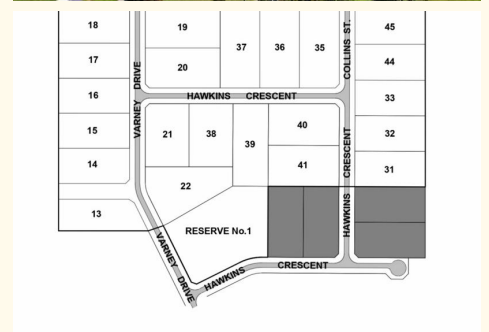 18
19
37
36
35
COLLINS ST.
45
17
20
VARNEY DRIVE
44
16
HAWKINS CRESCENT
33
15
21
38
39
40
HAWKINS CRESCENT
32
14
41
31
22
13
RESERVE No.1
HAWKINS
VARNEY DRIVE
HAWKINS CRESCENT